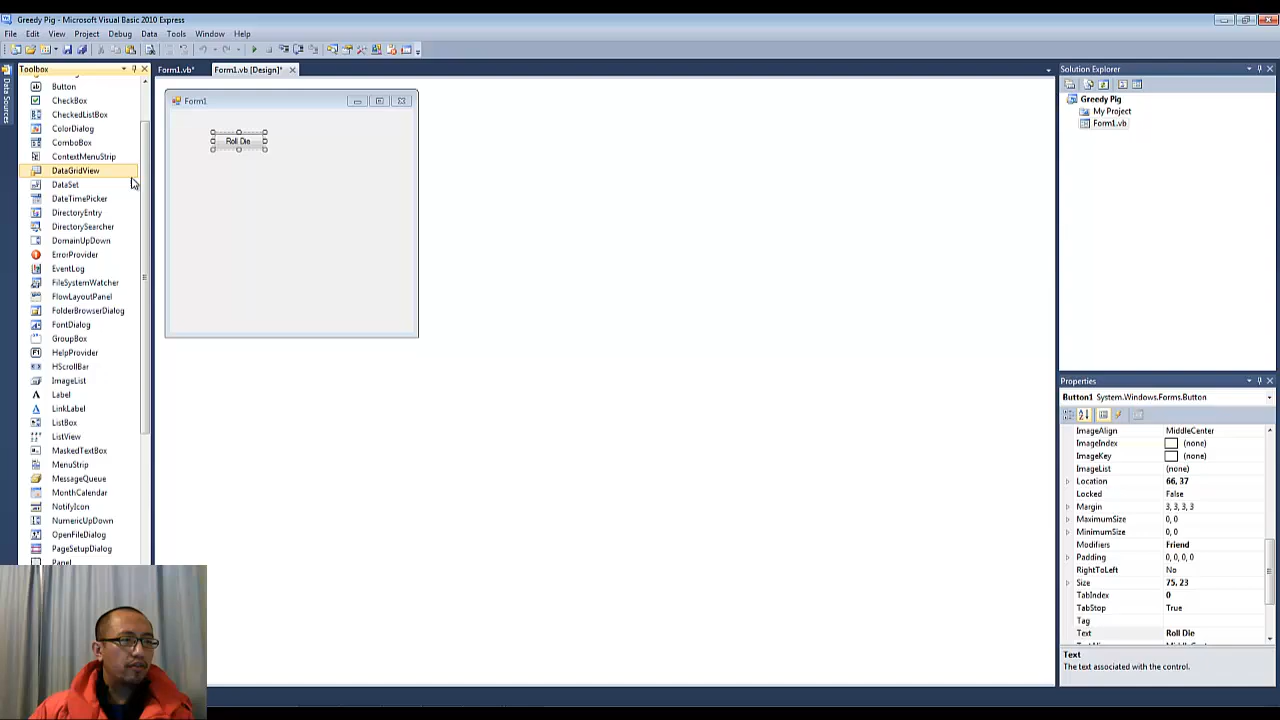 Greedy Pig - Microsoft Visual Basic 2010 Express
File Edit View Project Debug Data Tools Window Help
Toolbox
Form1.vb* Form1.vb [Design]*
Solution Explorer
Data Sources
Button
CheckBox
CheckedListBox
ColorDialog
ComboBox
ContextMenuStrip
DataGridView
DataSet
DateTimePicker
DirectoryEntry
DirectorySearcher
DomainUpDown
ErrorProvider
EventLog
FileSystemWatcher
FlowLayoutPanel
FolderBrowserDialog
FontDialog
GroupBox
HelpProvider
HScrollBar
ImageList
Label
LinkLabel
ListBox
ListView
MaskedTextBox
MenuStrip
MessageQueue
MonthCalendar
NotifyIcon
NumericUpDown
OpenFileDialog
PageSetupDialog
Panel
Form1
Roll Die
Greedy Pig
My Project
Form1.vb
Properties
Button1 System.Windows.Forms.Button
ImageAlign MiddleCenter
ImageIndex (none)
ImageKey (none)
ImageList (none)
Location 66, 37
Locked False
Margin 3, 3, 3, 3
MaximumSize 0, 0
MinimumSize 0, 0
Modifiers Friend
Padding 0, 0, 0, 0
RightToLeft No
Size 75, 23
TabIndex 0
TabStop True
Tag
Text Roll Die
Text
The text associated with the control.